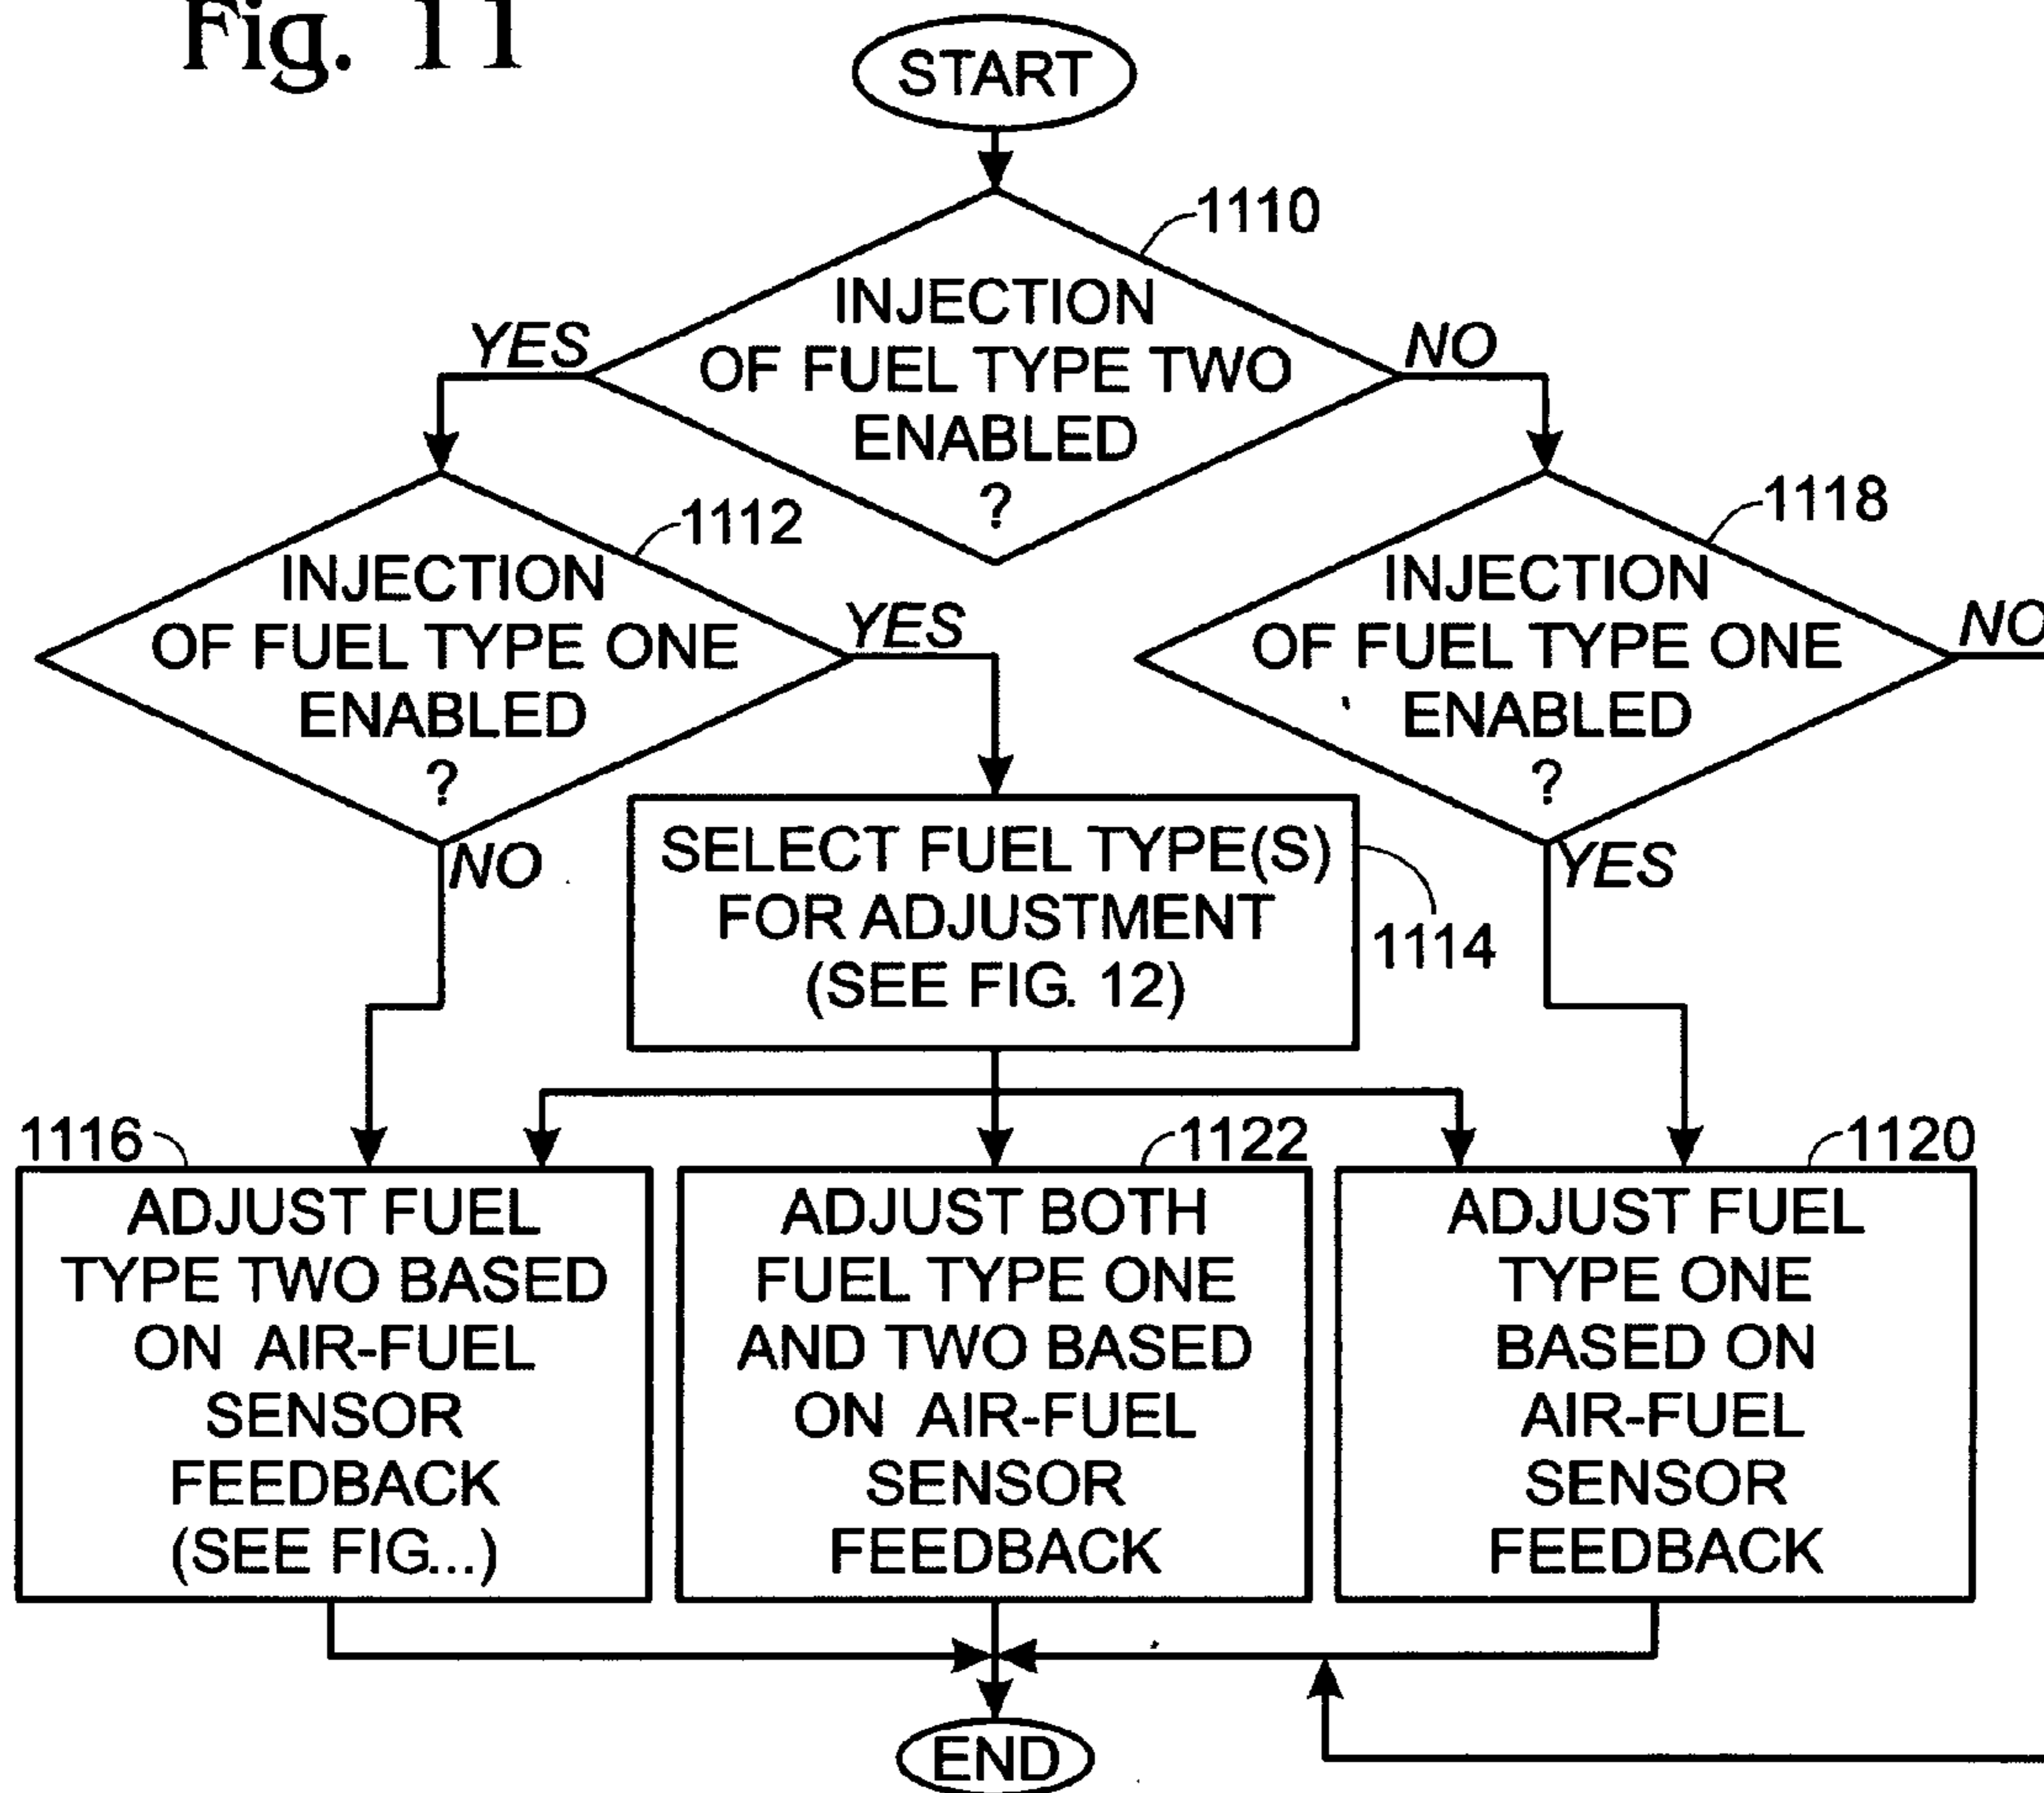 Fig. 11
START
1110
INJECTION
OF FUEL TYPE TWO
ENABLED
?
YES
NO
1112
INJECTION
OF FUEL TYPE ONE
ENABLED
?
YES
NO
1118
INJECTION
OF FUEL TYPE ONE
ENABLED
?
NO
YES
SELECT FUEL TYPE(S)
FOR ADJUSTMENT
(SEE FIG. 12)
1114
1116
ADJUST FUEL
TYPE TWO BASED
ON AIR-FUEL
SENSOR
FEEDBACK
(SEE FIG...)
1122
ADJUST BOTH
FUEL TYPE ONE
AND TWO BASED
ON AIR-FUEL
SENSOR
FEEDBACK
1120
ADJUST FUEL
TYPE ONE
BASED ON
AIR-FUEL
SENSOR
FEEDBACK
END